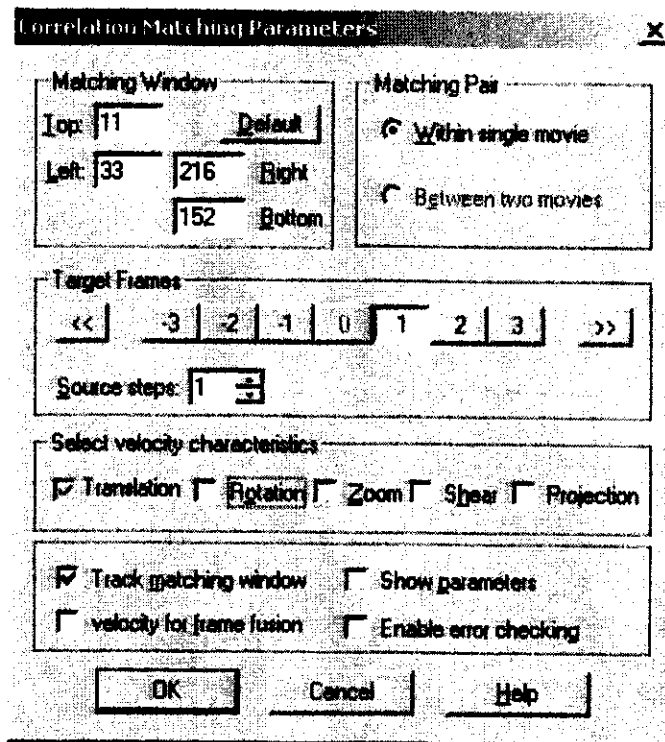 Correlation Matching Parameters
Matching Window
Top: 11 Default
Left: 33 216 Right
152 Bottom
Matching Pair
Within single movie
Between two movies
Target Frames
<< -3 -2 -1 0 1 2 3 >>
Source steps: 1
Select velocity characteristics
Translation Rotation Zoom Shear Projection
Track matching window Show parameters
velocity for frame fusion Enable error checking
OK Cancel Help